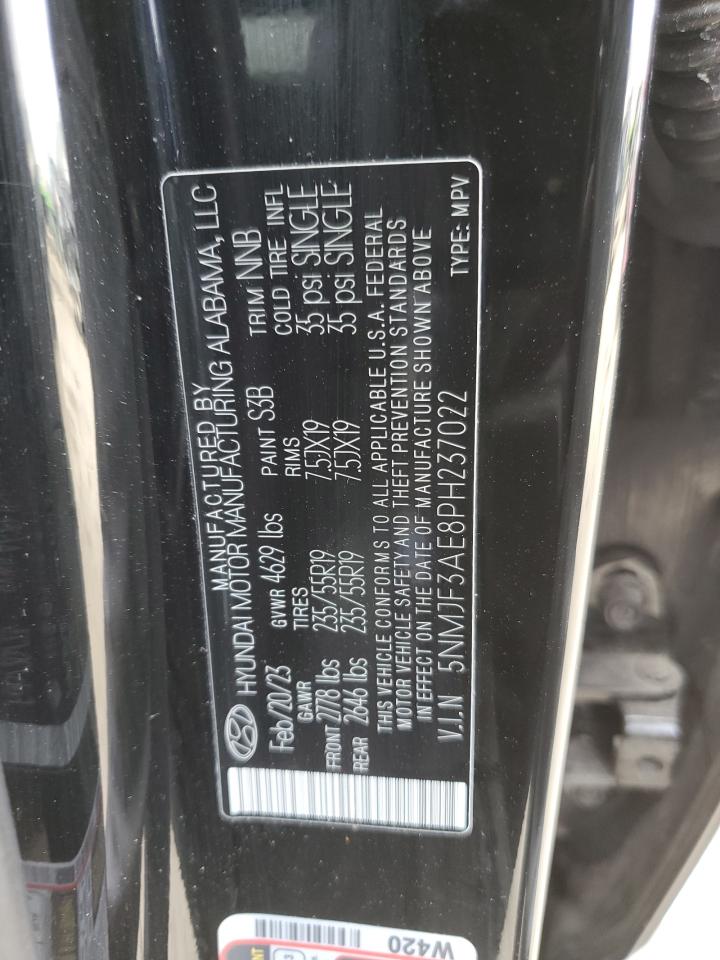 MANUFACTURED BY
HYUNDAI MOTOR MANUFACTURING ALABAMA, LLC
Feb/20/23 GVWR 4629 lbs PAINT S3B TRIM NNB
GAWR TIRES RIMS COLD TIRE INFL
FRONT 2778 lbs 235/55R19 7.5JX19 35 psi SINGLE
REAR 2646 lbs 235/55R19 7.5JX19 35 psi SINGLE
THIS VEHICLE CONFORMS TO ALL APPLICABLE U.S.A. FEDERAL
MOTOR VEHICLE SAFETY AND THEFT PREVENTION STANDARDS
IN EFFECT ON THE DATE OF MANUFACTURE SHOWN ABOVE
V.I.N 5NMJF3AE8PH237022 TYPE: MPV
W420